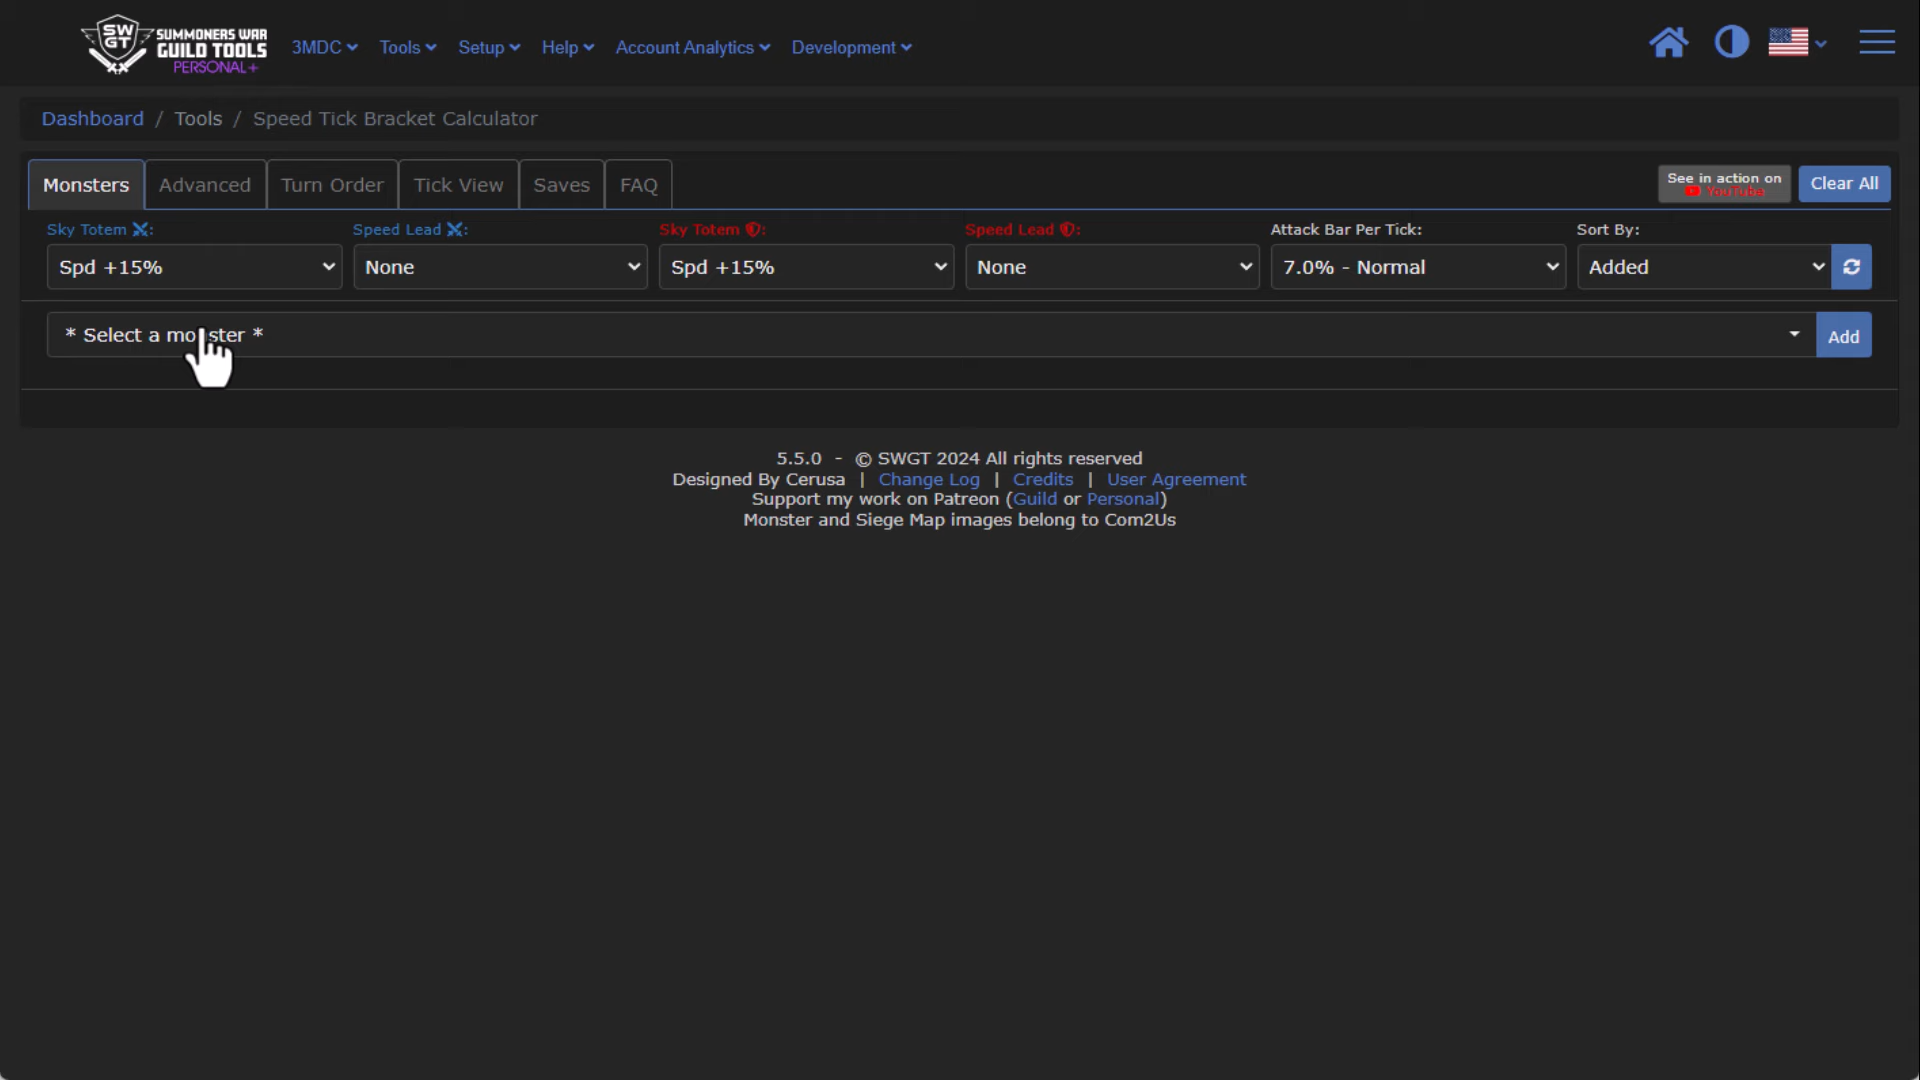 SW
GT
SUMMONERS WAR
GUILD TOOLS
PERSONAL+
3MDC
Tools
Setup
Help
Account Analytics
Development
Dashboard / Tools / Speed Tick Bracket Calculator
Monsters
Advanced
Turn Order
Tick View
Saves
FAQ
See in action on
YouTube
Clear All
Sky Totem :
Speed Lead :
Sky Totem :
Speed Lead :
Attack Bar Per Tick:
Sort By:
Spd +15%
None
Spd +15%
None
7.0% - Normal
Added
* Select a monster *
Add
5.5.0 - © SWGT 2024 All rights reserved
Designed By Cerusa | Change Log | Credits | User Agreement
Support my work on Patreon (Guild or Personal)
Monster and Siege Map images belong to Com2Us